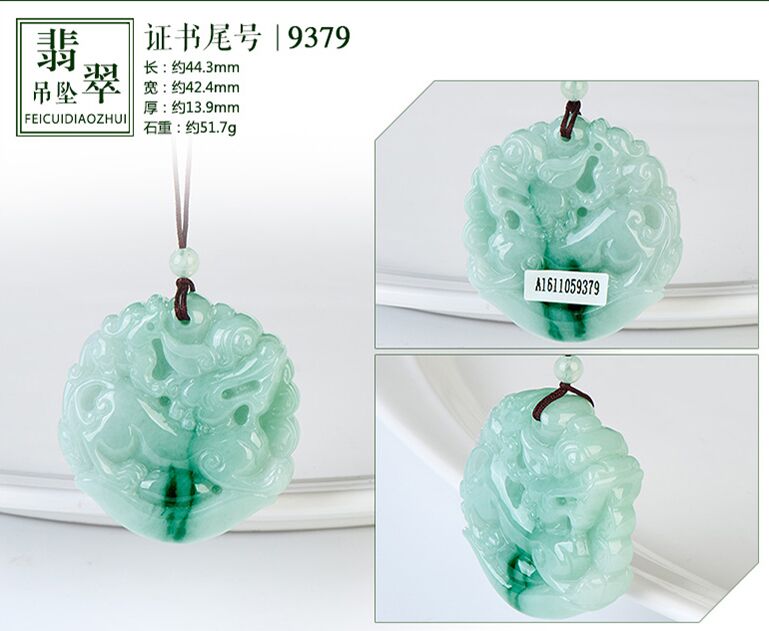 翡翠
吊坠
FEICUIDIAOZHUI
证书尾号 | 9379
长：约44.3mm
宽：约42.4mm
厚：约13.9mm
石重：约51.7g
A1611059379